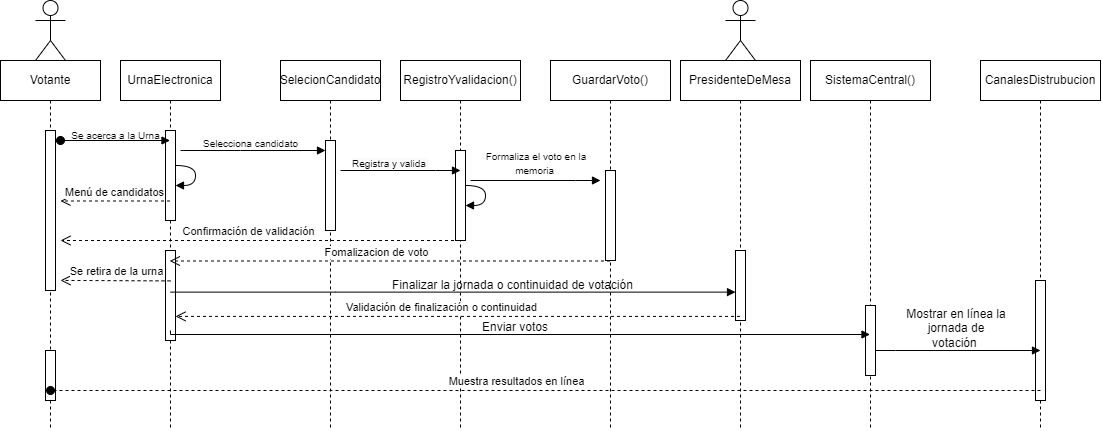 Votante
UrnaElectronica
SelecionCandidato
RegistroYvalidacion()
GuardarVoto()
PresidenteDeMesa
SistemaCentral()
CanalesDistrubucion
Se acerca a la Urna
Selecciona candidato
Registra y valida
Formaliza el voto en la
memoria
Menú de candidatos
Confirmación de validación
Fomalizacion de voto
Se retira de la urna
Finalizar la jornada o continuidad de votación
Validación de finalización o continuidad
Enviar votos
Mostrar en línea la
jornada de
votación
Muestra resultados en línea